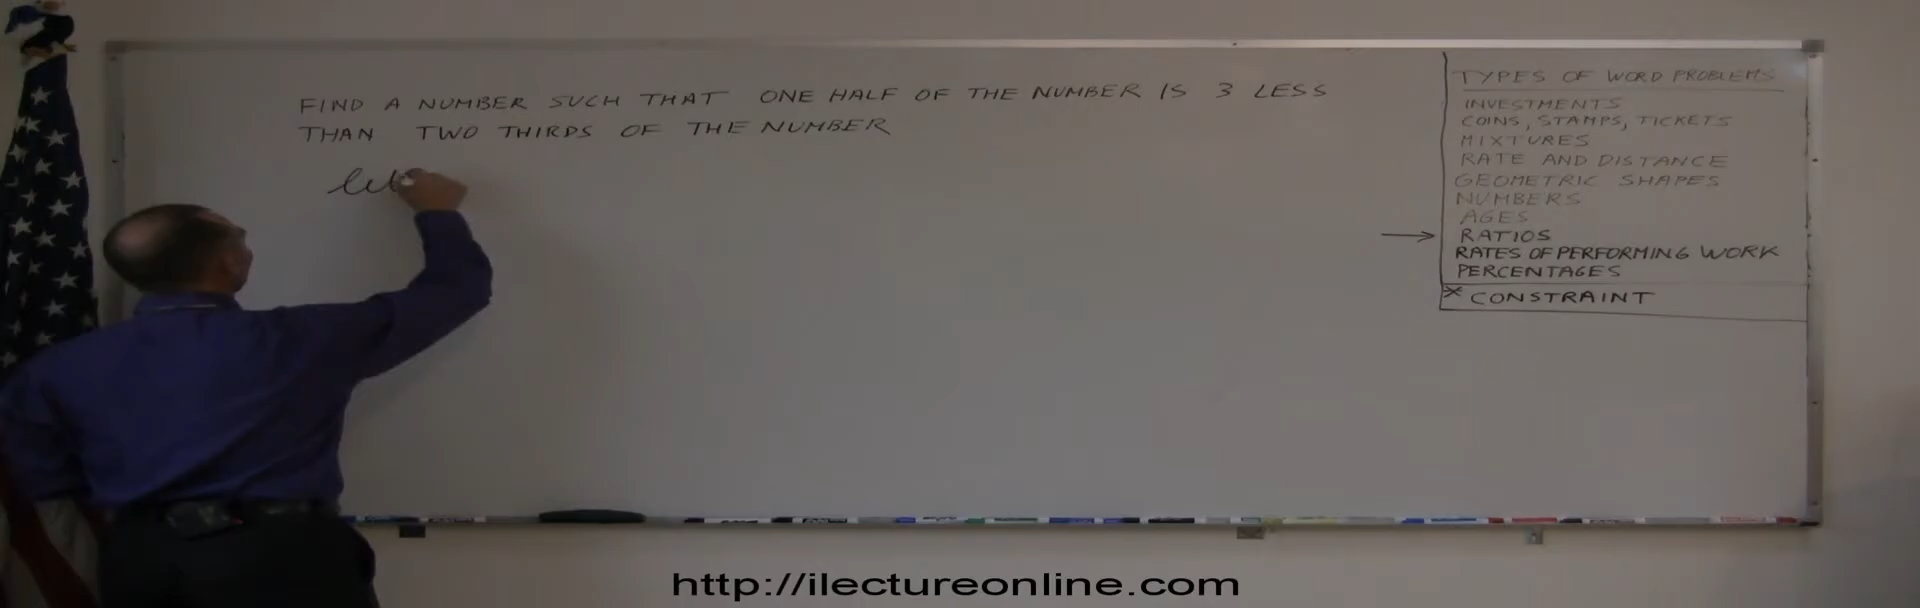 FIND A NUMBER SUCH THAT ONE HALF OF THE NUMBER IS 3 LESS
THAN TWO THIRDS OF THE NUMBER
let
TYPES OF WORD PROBLEMS
INVESTMENTS
COINS, STAMPS, TICKETS
MIXTURES
RATE AND DISTANCE
GEOMETRIC SHAPES
NUMBERS
AGES
→ RATIOS
RATES OF PERFORMING WORK
PERCENTAGES
* CONSTRAINT
http://ilectureonline.com